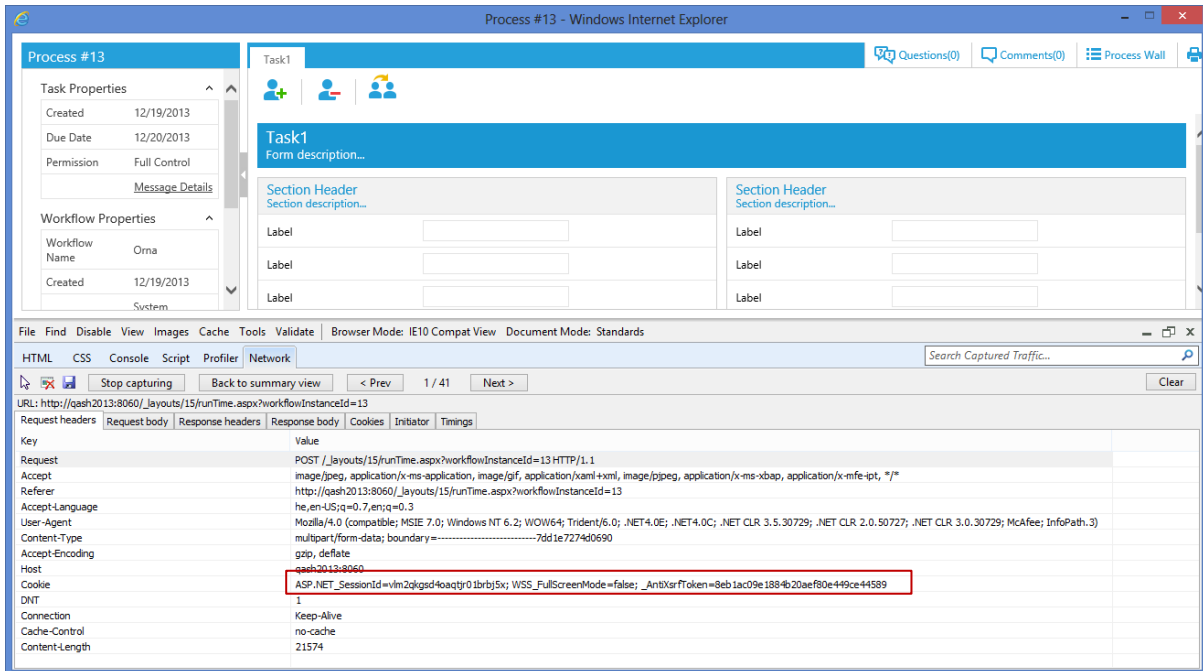 Process #13 - Windows Internet Explorer
Process #13
Task1
Questions(0)
Comments(0)
Process Wall
Task Properties
Created 12/19/2013
Due Date 12/20/2013
Permission Full Control
Message Details
Workflow Properties
Workflow Name Orna
Created 12/19/2013
System
Task1
Form description...
Section Header
Section description...
Label
Label
Label
Section Header
Section description...
Label
Label
Label
File Find Disable View Images Cache Tools Validate Browser Mode: IE10 Compat View Document Mode: Standards
HTML CSS Console Script Profiler Network Search Captured Traffic...
Stop capturing Back to summary view < Prev 1 / 41 Next > Clear
URL: http://qash2013:8060/_layouts/15/runTime.aspx?workflowInstanceId=13
Request headers Request body Response headers Response body Cookies Initiator Timings
Key Value
Request POST /_layouts/15/runTime.aspx?workflowInstanceId=13 HTTP/1.1
Accept image/jpeg, application/x-ms-application, image/gif, application/xaml+xml, image/pjpeg, application/x-ms-xbap, application/x-mfe-ipt, */*
Referer http://qash2013:8060/_layouts/15/runTime.aspx?workflowInstanceId=13
Accept-Language he,en-US;q=0.7,en;q=0.3
User-Agent Mozilla/4.0 (compatible; MSIE 7.0; Windows NT 6.2; WOW64; Trident/6.0; .NET4.0E; .NET4.0C; .NET CLR 3.5.30729; .NET CLR 2.0.50727; .NET CLR 3.0.30729; McAfee; InfoPath.3)
Content-Type multipart/form-data; boundary=---------------------------7dd1e7274d0690
Accept-Encoding gzip, deflate
Host qash2013:8060
Cookie ASP.NET_SessionId=vlm2qkgsd4oaqtjr01brbj5x; WSS_FullScreenMode=false; _AntiXsrfToken=8eb1ac09e1884b20aef80e449ce44589
DNT 1
Connection Keep-Alive
Cache-Control no-cache
Content-Length 21574